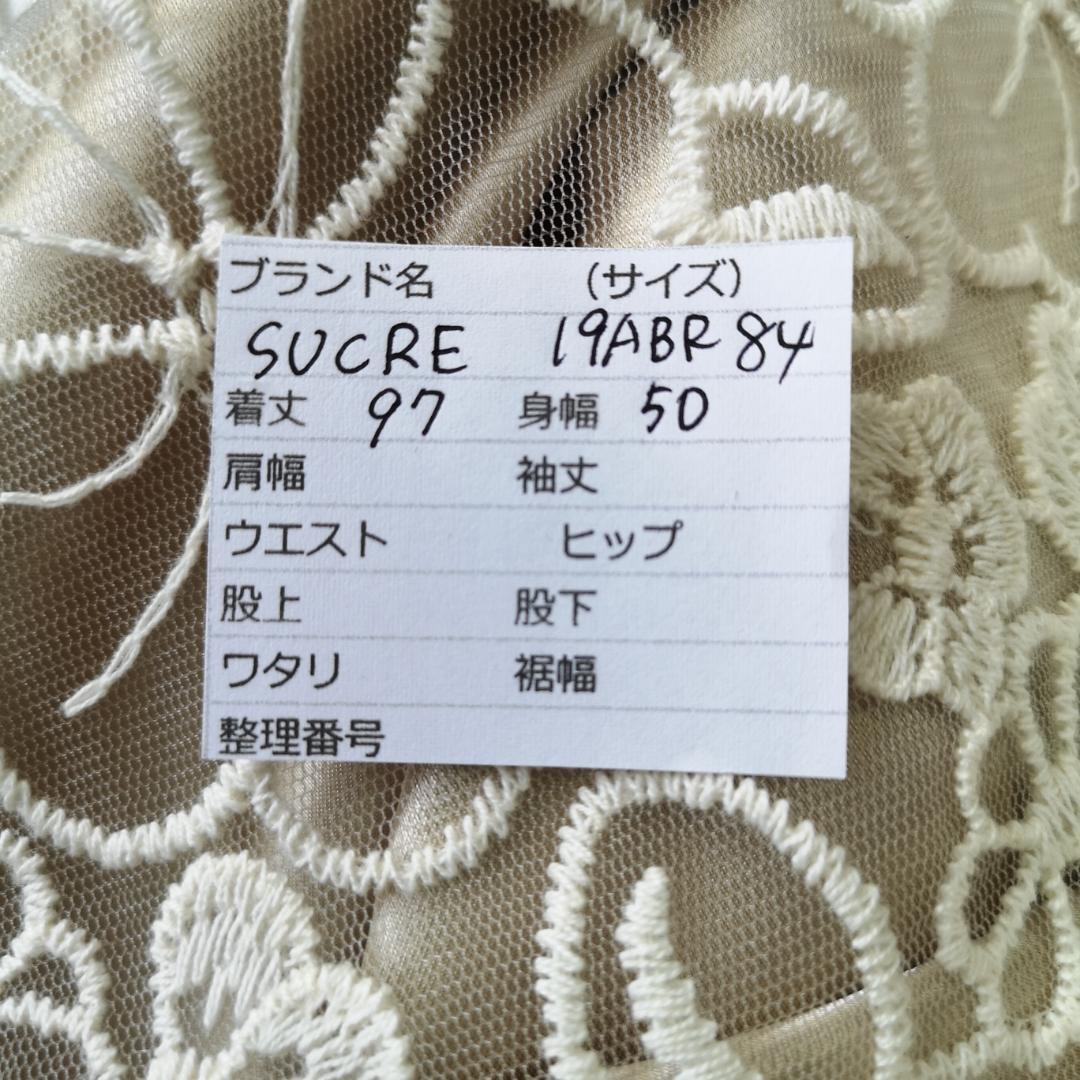 ブランド名 (サイズ)
SUCRE 19ABR 84
着丈 97 身幅 50
肩幅 袖丈
ウエスト ヒップ
股上 股下
ワタリ 裾幅
整理番号